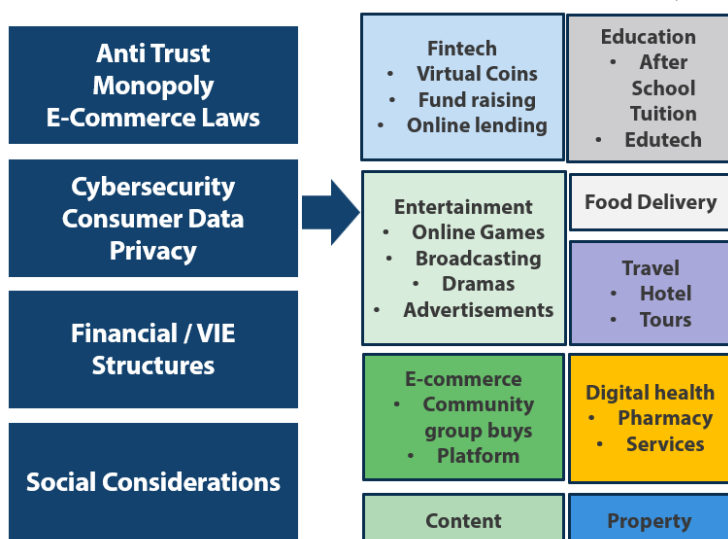 Anti Trust
Monopoly
E-Commerce Laws
Cybersecurity
Consumer Data
Privacy
Financial / VIE
Structures
Social Considerations
Fintech
• Virtual Coins
• Fund raising
• Online lending
Education
• After
School
Tuition
• Edutech
Entertainment
• Online Games
• Broadcasting
• Dramas
• Advertisements
Food Delivery
Travel
• Hotel
• Tours
E-commerce
• Community
group buys
• Platform
Digital health
• Pharmacy
• Services
Content
Property